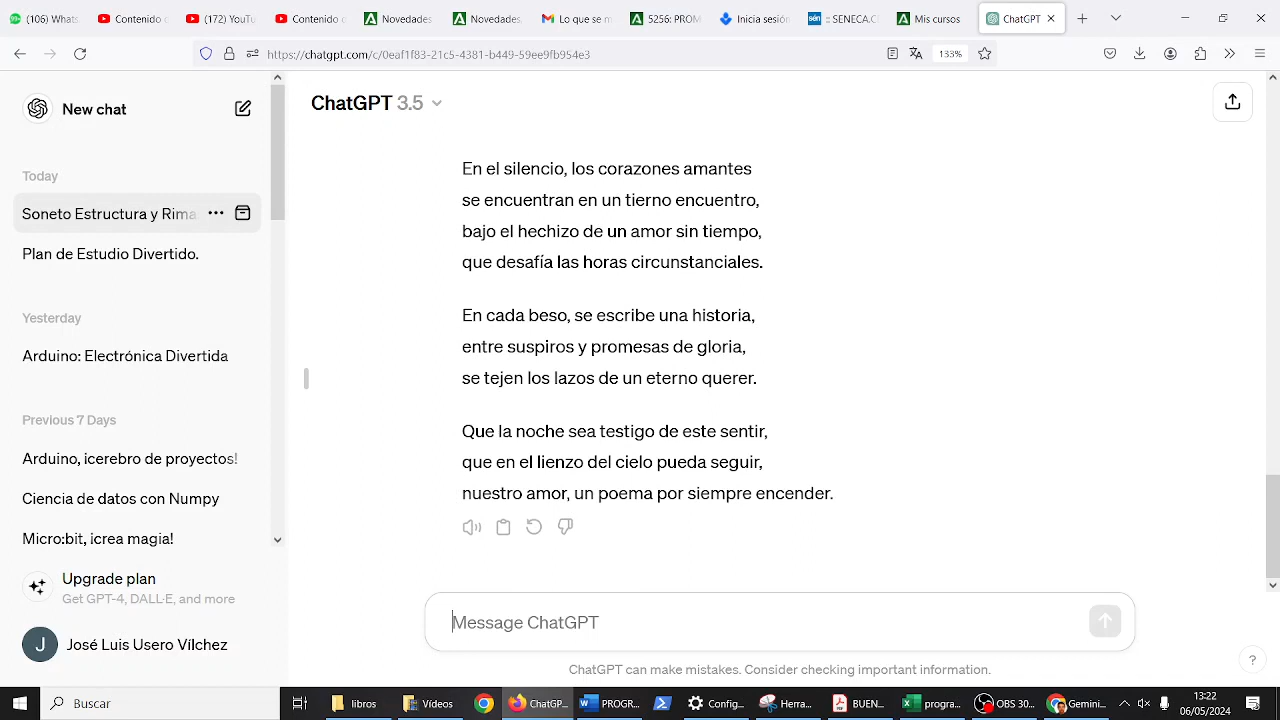 (106) Whats
Contenido d
(172) YouTu
Contenido d
Novedades
Novedades
Lo que se m
5256: PROM
Inicia sesión
:: SENECA.C
Mis cursos
ChatGPT
https://chatgpt.com/c/0eaf1f83-21c5-4381-b449-59ee9fb954e3
133%
New chat
Today
Soneto Estructura y Rima
Plan de Estudio Divertido.
Yesterday
Arduino: Electrónica Divertida
Previous 7 Days
Arduino, ¡cerebro de proyectos!
Ciencia de datos con Numpy
Micro:bit, ¡crea magia!
Upgrade plan
Get GPT-4, DALL·E, and more
J
José Luis Usero Vílchez
ChatGPT 3.5
En el silencio, los corazones amantes
se encuentran en un tierno encuentro,
bajo el hechizo de un amor sin tiempo,
que desafía las horas circunstanciales.
En cada beso, se escribe una historia,
entre suspiros y promesas de gloria,
se tejen los lazos de un eterno querer.
Que la noche sea testigo de este sentir,
que en el lienzo del cielo pueda seguir,
nuestro amor, un poema por siempre encender.
Message ChatGPT
ChatGPT can make mistakes. Consider checking important information.
?
Buscar
libros
Vídeos
ChatGP...
PROGR...
Config...
Herra...
BUEN...
progra...
OBS 30...
Gemin...
13:22
06/05/2024